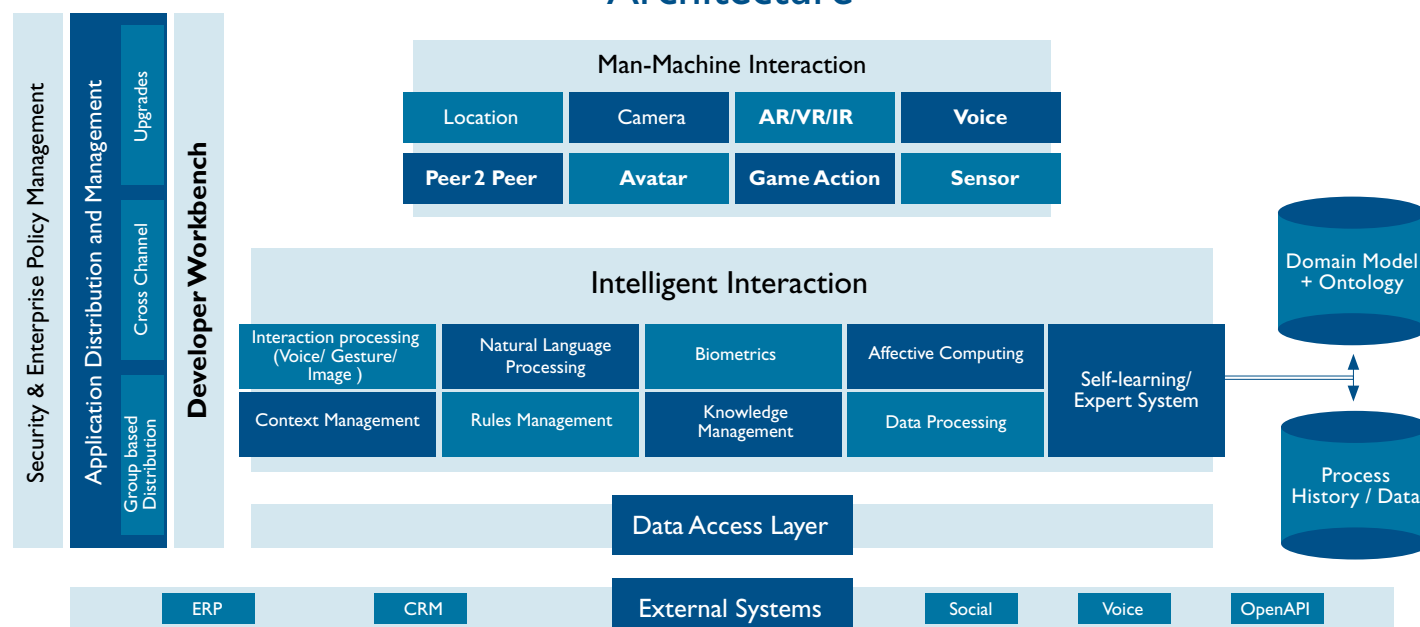 Architecture
Security & Enterprise Policy Management
Application Distribution and Management
Upgrades
Cross Channel
Group based
Distribution
Developer Workbench
Man-Machine Interaction
Location
Camera
AR/VR/IR
Voice
Peer 2 Peer
Avatar
Game Action
Sensor
Intelligent Interaction
Interaction processing
(Voice/ Gesture/
Image )
Natural Language
Processing
Biometrics
Affective Computing
Self-learning/
Expert System
Context Management
Rules Management
Knowledge
Management
Data Processing
Domain Model
+ Ontology
Process
History / Data
Data Access Layer
ERP
CRM
External Systems
Social
Voice
OpenAPI